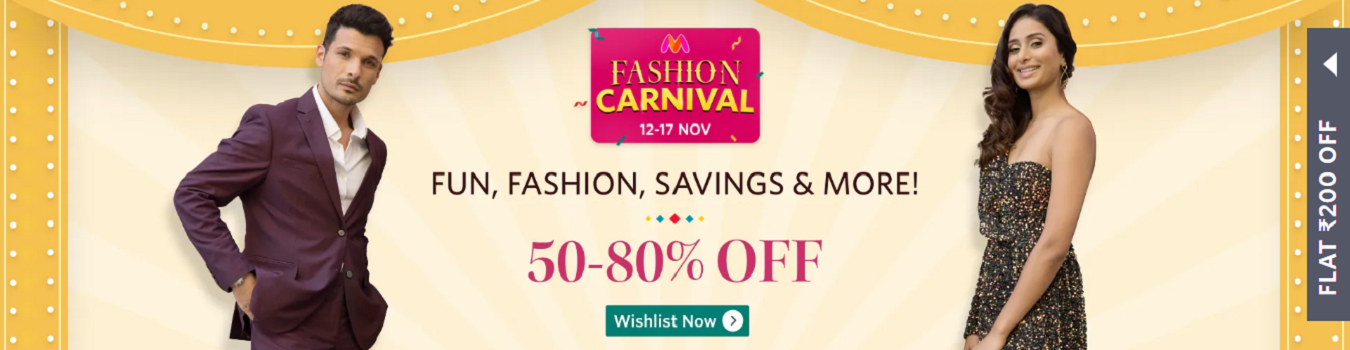 FASHION
CARNIVAL
12-17 NOV
FUN, FASHION, SAVINGS & MORE!
50-80% OFF
Wishlist Now
FLAT ₹200 OFF